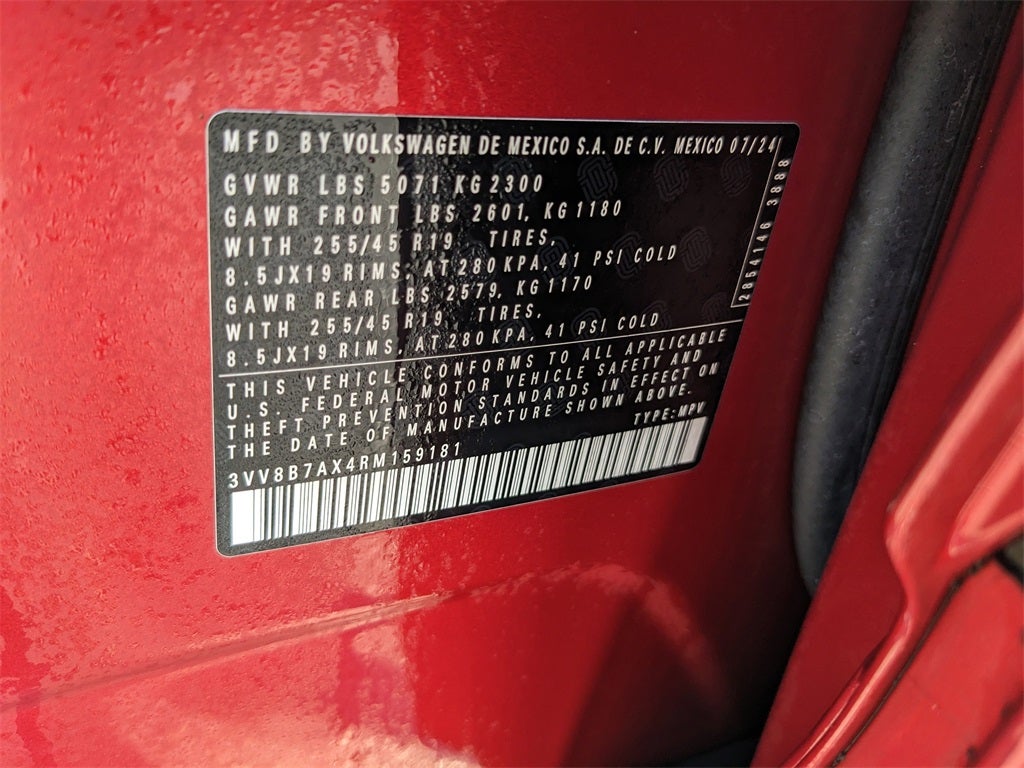 MFD BY VOLKSWAGEN DE MEXICO S.A. DE C.V. MEXICO 07/24
GVWR LBS 5071 KG 2300
GAWR FRONT LBS 2601, KG 1180
WITH 255/45 R19 TIRES,
8.5JX19 RIMS, AT 280 KPA, 41 PSI COLD
GAWR REAR LBS 2579, KG 1170
WITH 255/45 R19 TIRES,
8.5JX19 RIMS, AT 280 KPA, 41 PSI COLD
2854146 3888
THIS VEHICLE CONFORMS TO ALL APPLICABLE
U.S. FEDERAL MOTOR VEHICLE SAFETY AND
THEFT PREVENTION STANDARDS IN EFFECT ON
THE DATE OF MANUFACTURE SHOWN ABOVE.
TYPE: MPV
3VV8B7AX4RM159181